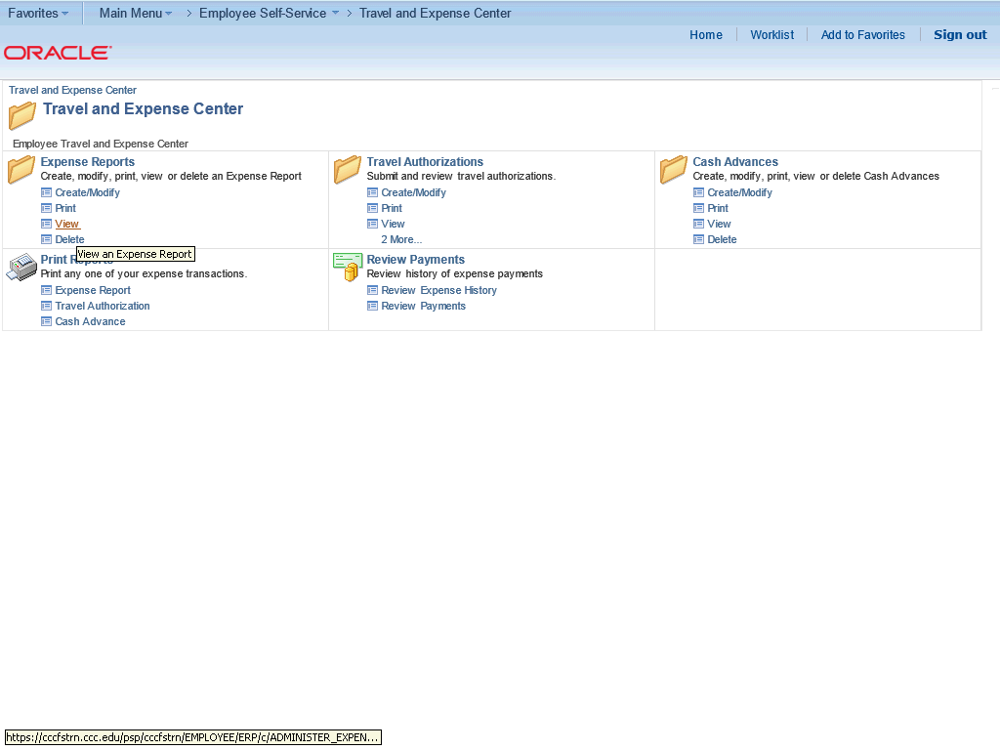 Favorites Main Menu > Employee Self-Service > Travel and Expense Center
Home Worklist Add to Favorites Sign out
ORACLE
Travel and Expense Center
Travel and Expense Center
Employee Travel and Expense Center
Expense Reports
Create, modify, print, view or delete an Expense Report
Create/Modify
Print
View
Delete
View an Expense Report
Travel Authorizations
Submit and review travel authorizations.
Create/Modify
Print
View
2 More...
Cash Advances
Create, modify, print, view or delete Cash Advances
Create/Modify
Print
View
Delete
Print Reports
Print any one of your expense transactions.
Expense Report
Travel Authorization
Cash Advance
Review Payments
Review history of expense payments
Review Expense History
Review Payments
https://cccfstrn.ccc.edu/psp/cccfstrn/EMPLOYEE/ERP/c/ADMINISTER_EXPEN...